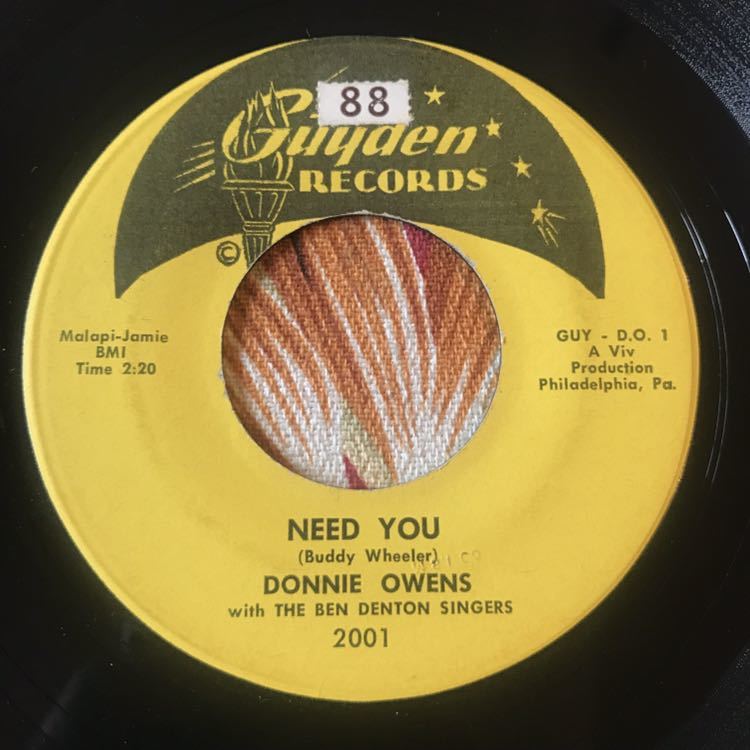 88
Guyden
RECORDS
©
Malapi-Jamie
BMI
Time 2:20
GUY - D.O. 1
A Viv
Production
Philadelphia, Pa.
NEED YOU
(Buddy Wheeler)
DONNIE OWENS
with THE BEN DENTON SINGERS
2001